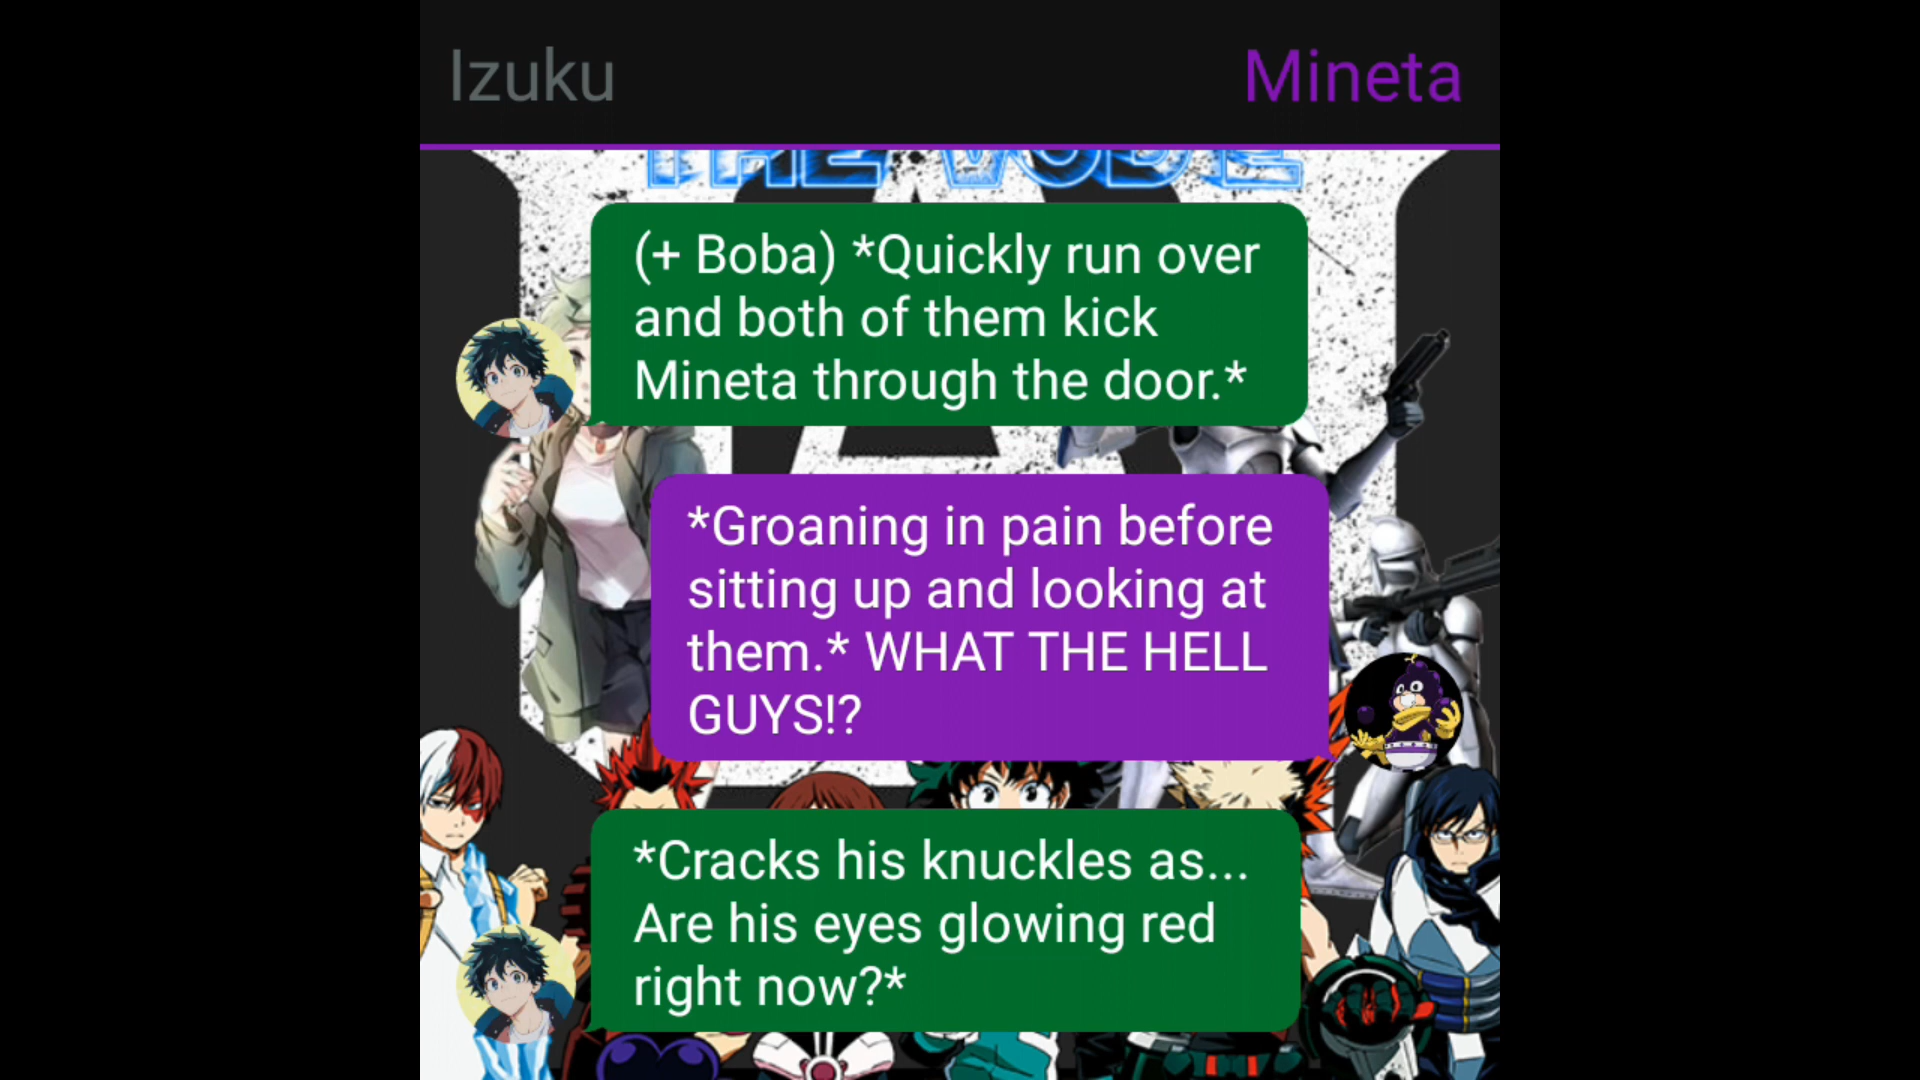 Izuku
Mineta
THE VODE
(+ Boba) *Quickly run over
and both of them kick
Mineta through the door.*
*Groaning in pain before
sitting up and looking at
them.* WHAT THE HELL
GUYS!?
*Cracks his knuckles as...
Are his eyes glowing red
right now?*